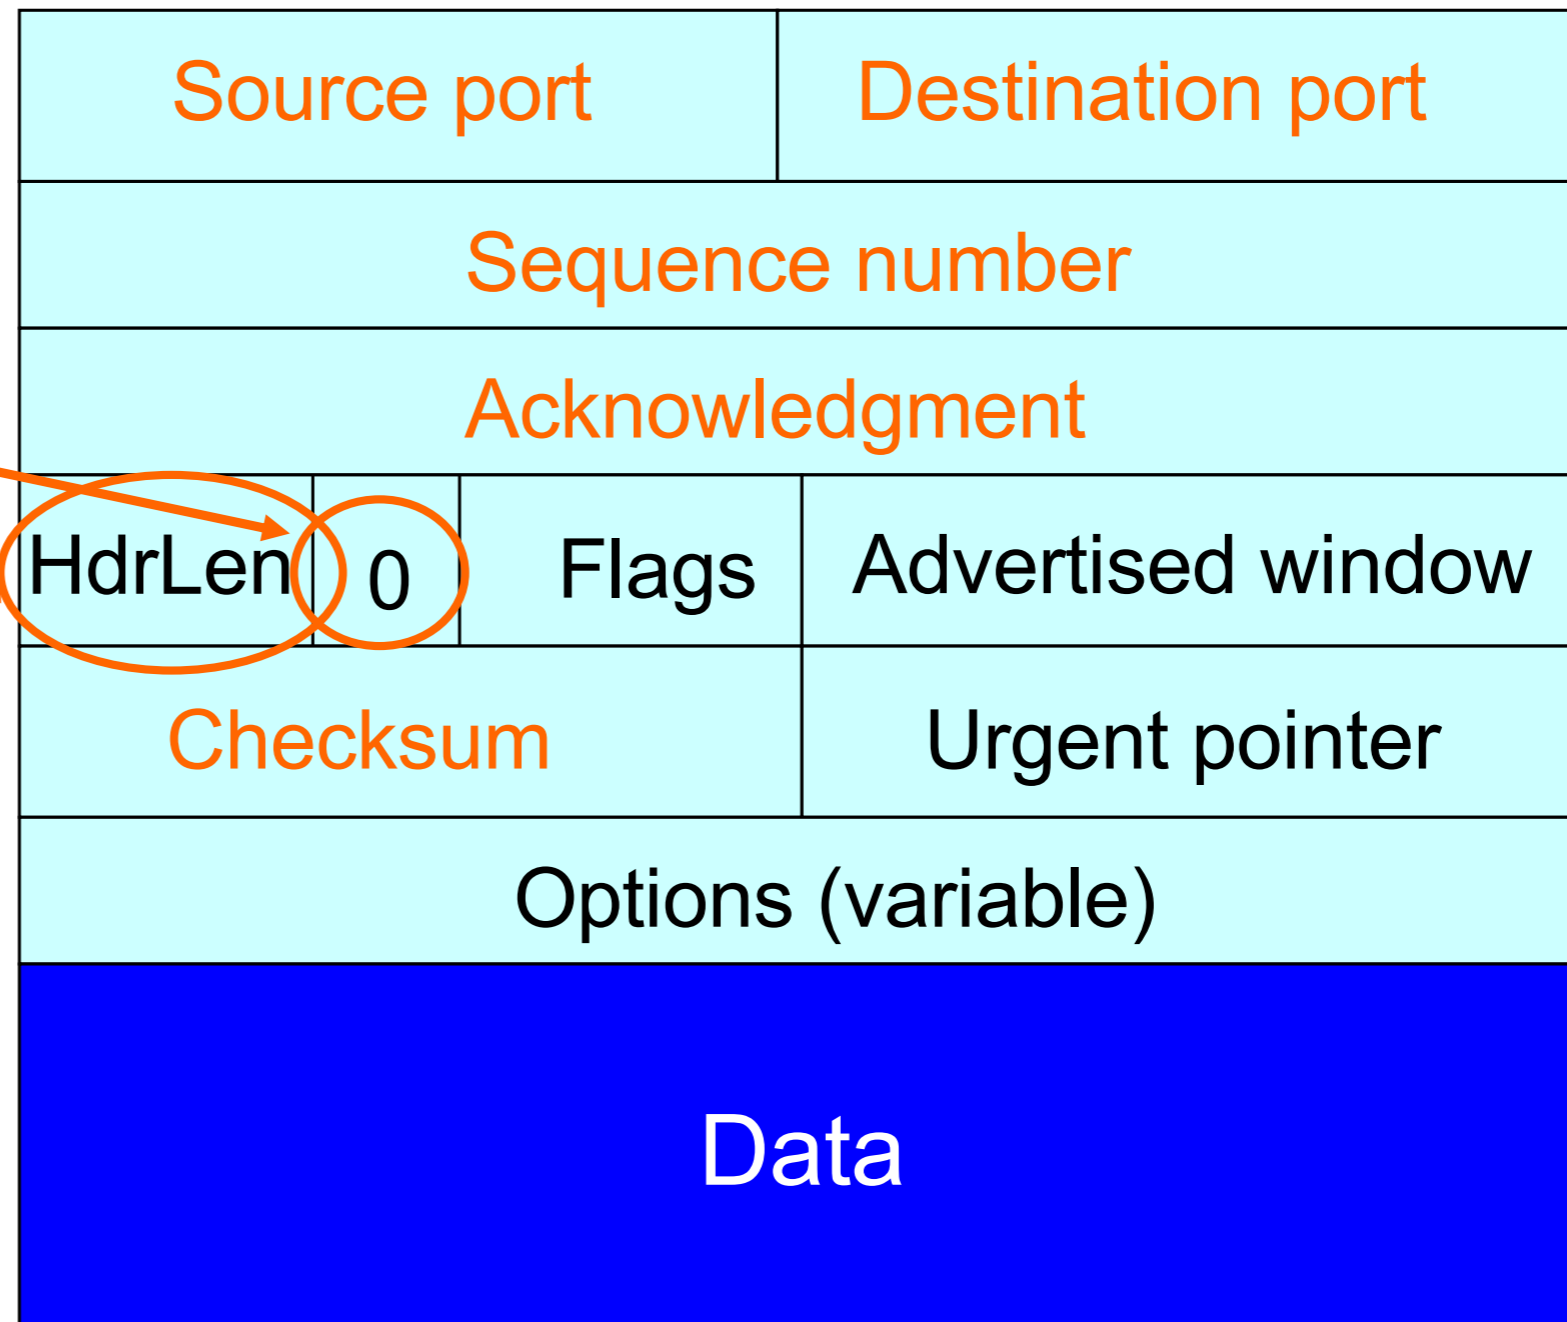 Source port Destination port
Sequence number
Acknowledgment
HdrLen 0 Flags Advertised window
Checksum Urgent pointer
Options (variable)
Data